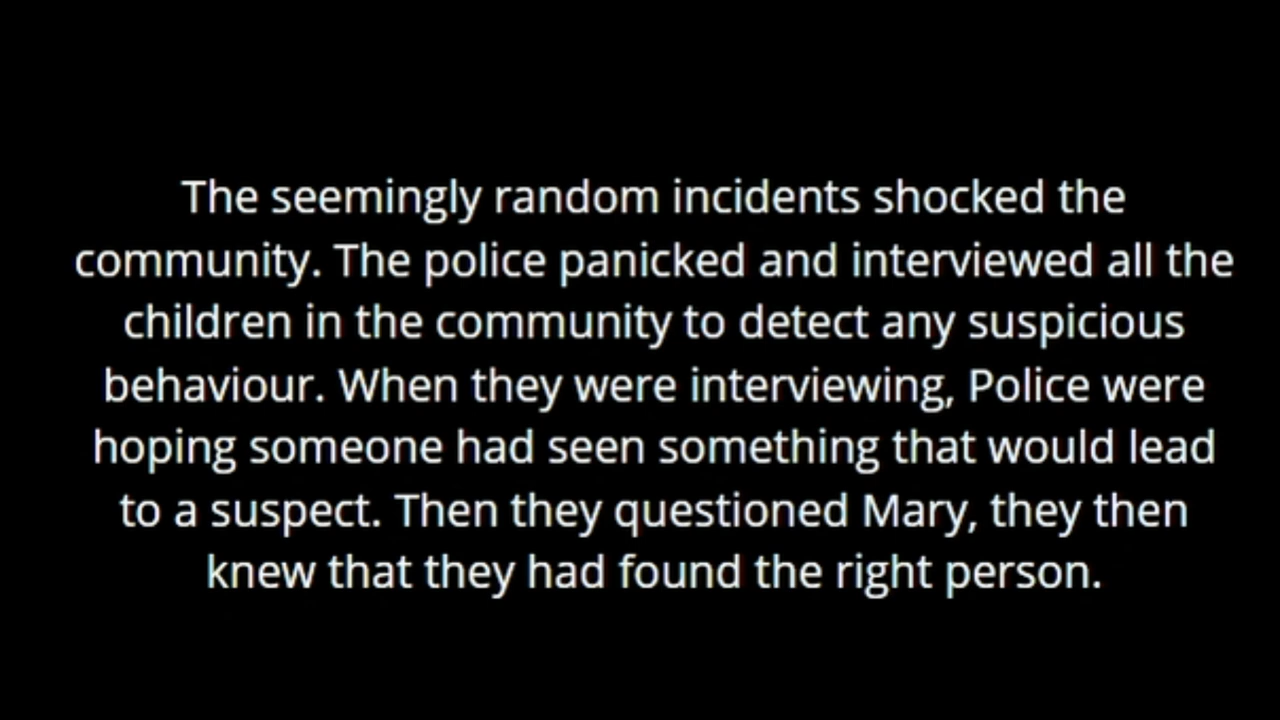 The seemingly random incidents shocked the
community. The police panicked and interviewed all the
children in the community to detect any suspicious
behaviour. When they were interviewing, Police were
hoping someone had seen something that would lead
to a suspect. Then they questioned Mary, they then
knew that they had found the right person.